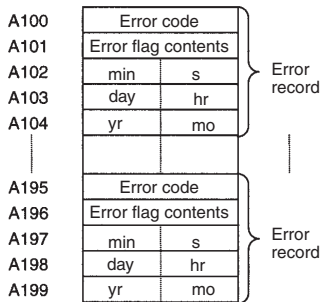 A100 Error code
A101 Error flag contents
A102 min s
A103 day hr
A104 yr mo
Error
record
A195 Error code
A196 Error flag contents
A197 min s
A198 day hr
A199 yr mo
Error
record